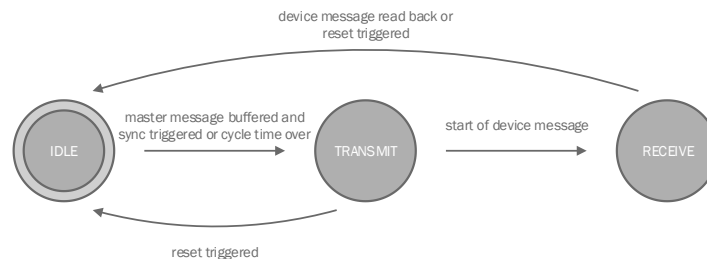 device message read back or
reset triggered
master message buffered and
sync triggered or cycle time over
start of device message
IDLE
TRANSMIT
RECEIVE
reset triggered